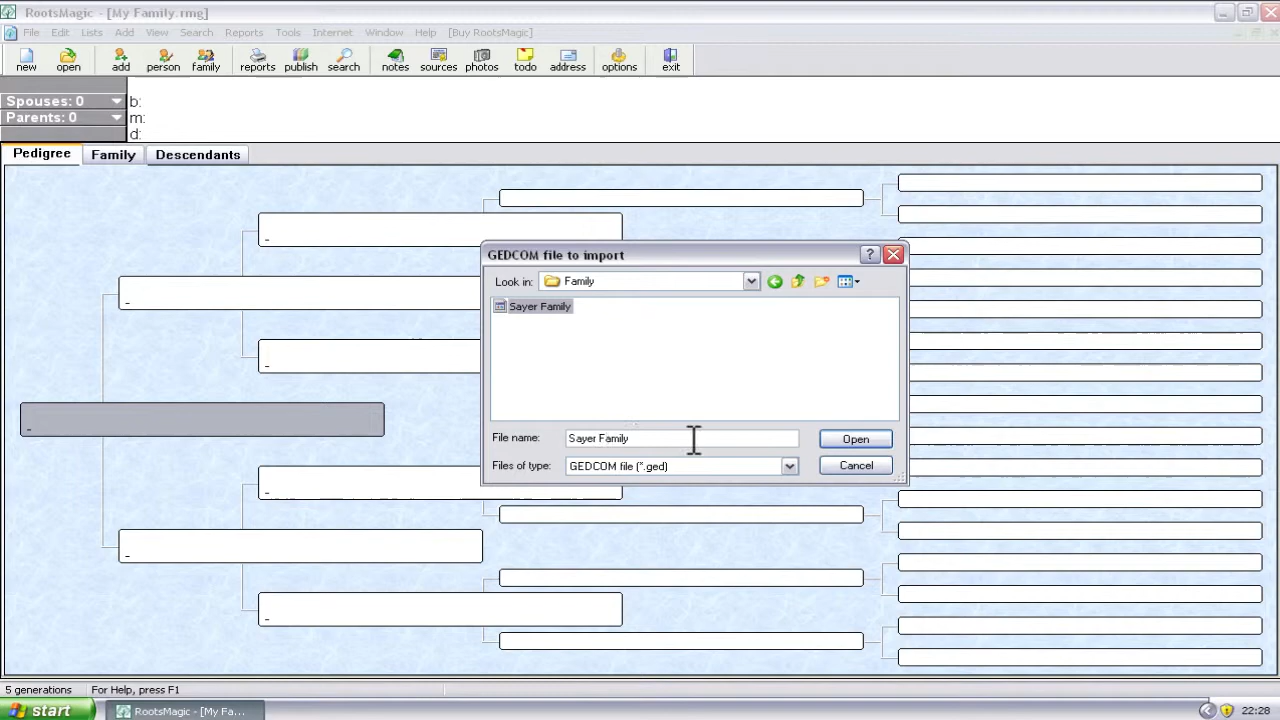 RootsMagic - [My Family.rmg]
File Edit Lists Add View Search Reports Tools Internet Window Help [Buy RootsMagic]
new open add person family reports publish search notes sources photos todo address options exit
Spouses: 0
b:
Parents: 0
m:
d:
Pedigree Family Descendants
GEDCOM file to import
Look in: Family
Sayer Family
File name: Sayer Family
Open
Files of type: GEDCOM file (*.ged)
Cancel
5 generations For Help, press F1
start RootsMagic - [My Fa... 22:28